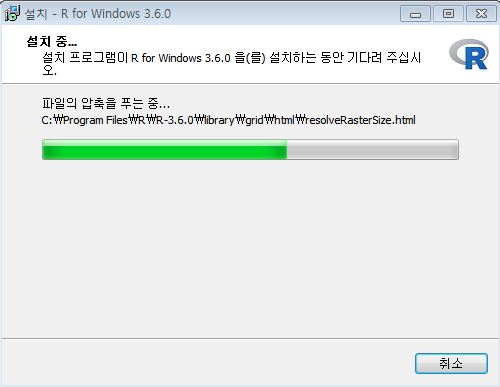 설치 - R for Windows 3.6.0
설치 중...
설치 프로그램이 R for Windows 3.6.0 을(를) 설치하는 동안 기다려 주십시
오.
R
파일의 압축을 푸는 중...
C:₩Program Files₩R₩R-3.6.0₩library₩grid₩html₩resolveRasterSize.html
취소